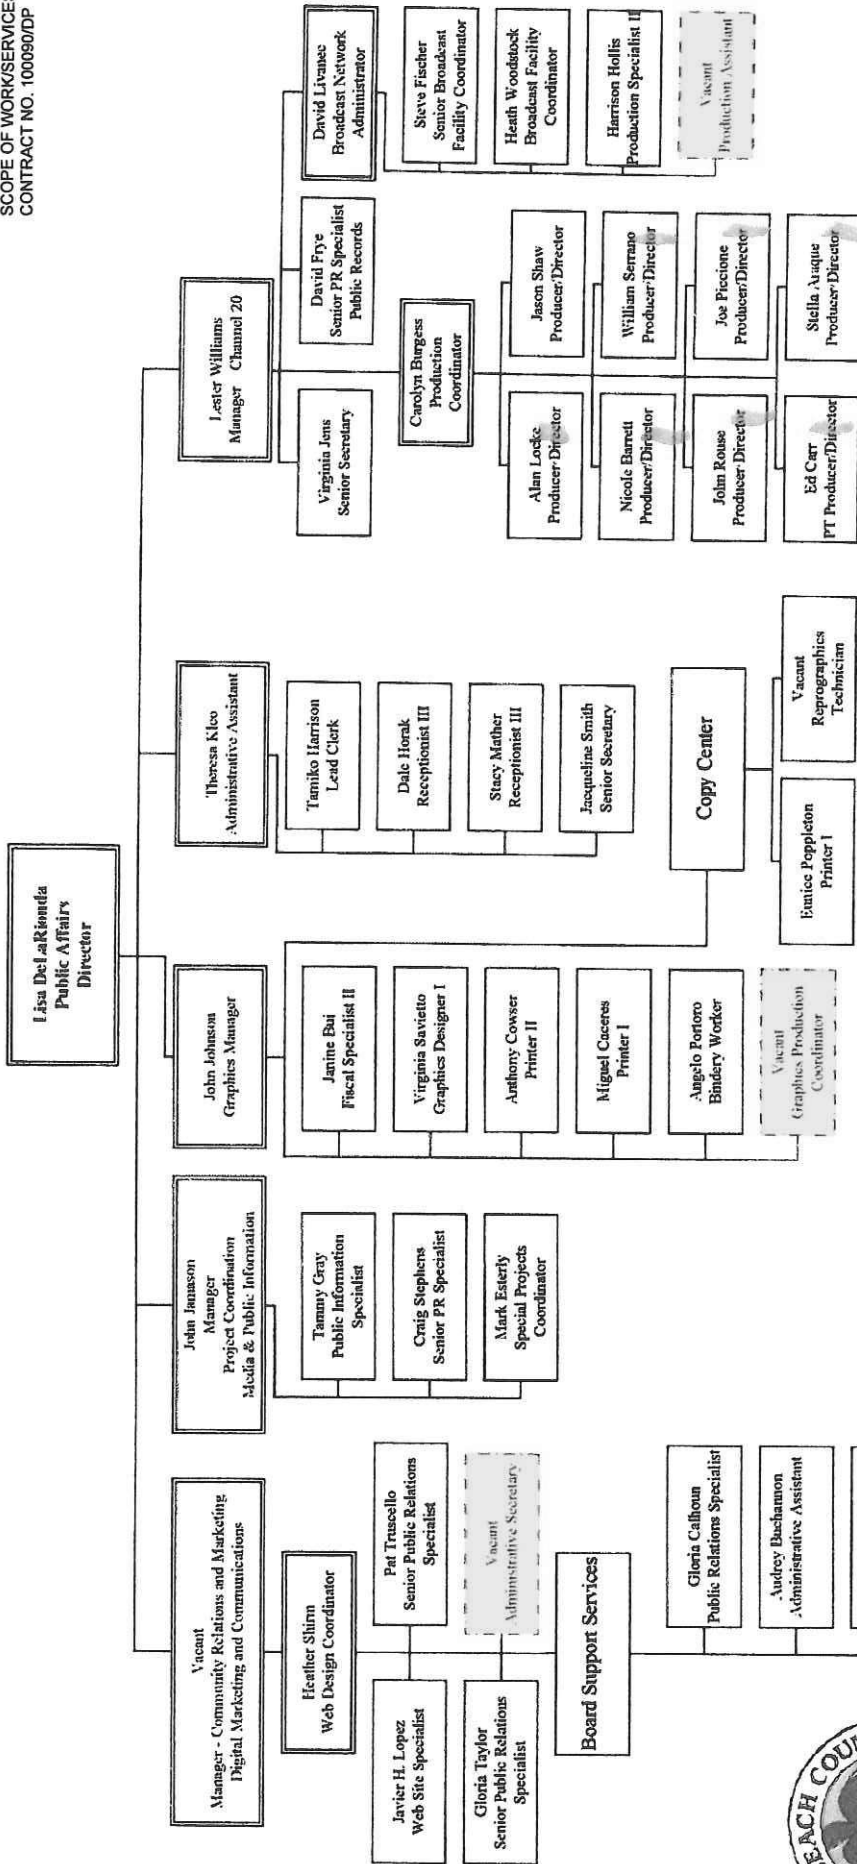 SCOPE OF WORK/SERVICES
CONTRACT NO. 100090/DP
Lisa DeLaRionda
Public Affairs
Director
Vacant
Manager - Community Relations and Marketing
Digital Marketing and Communications
Heather Shirm
Web Design Coordinator
Javier H. Lopez
Web Site Specialist
Pat Truscello
Senior Public Relations
Specialist
Gloria Taylor
Senior Public Relations
Specialist
Vacant
Administrative Secretary
Board Support Services
Gloria Calhoun
Public Relations Specialist
Audrey Buchannon
Administrative Assistant
John Jamason
Manager
Project Coordination
Media & Public Information
Tammy Gray
Public Information
Specialist
Craig Stephens
Senior PR Specialist
Mark Esterly
Special Projects
Coordinator
John Johnson
Graphics Manager
Janine Bui
Fiscal Specialist II
Virginia Savietto
Graphics Designer I
Anthony Cowser
Printer II
Miguel Caceres
Printer I
Angelo Portoro
Bindery Worker
Vacant
Graphics Production
Coordinator
Copy Center
Eunice Poppleton
Printer I
Vacant
Reprographics
Technician
Theresa Kleo
Administrative Assistant
Tamiko Harrison
Lead Clerk
Dale Horak
Receptionist III
Stacy Mather
Receptionist III
Jacqueline Smith
Senior Secretary
Lester Williams
Manager Channel 20
Virginia Jens
Senior Secretary
David Frye
Senior PR Specialist
Public Records
David Livanec
Broadcast Network
Administrator
Steve Fischer
Senior Broadcast
Facility Coordinator
Heath Woodstock
Broadcast Facility
Coordinator
Harrison Hollis
Production Specialist II
Vacant
Production Assistant
Carolyn Burgess
Production
Coordinator
Alan Locke
Producer/Director
Jason Shaw
Producer/Director
Nicole Barnett
Producer/Director
William Serrano
Producer/Director
John Rouse
Producer/Director
Joe Piccione
Producer/Director
Ed Carr
PT Producer/Director
Stella Araque
Producer/Director
EACH COUN